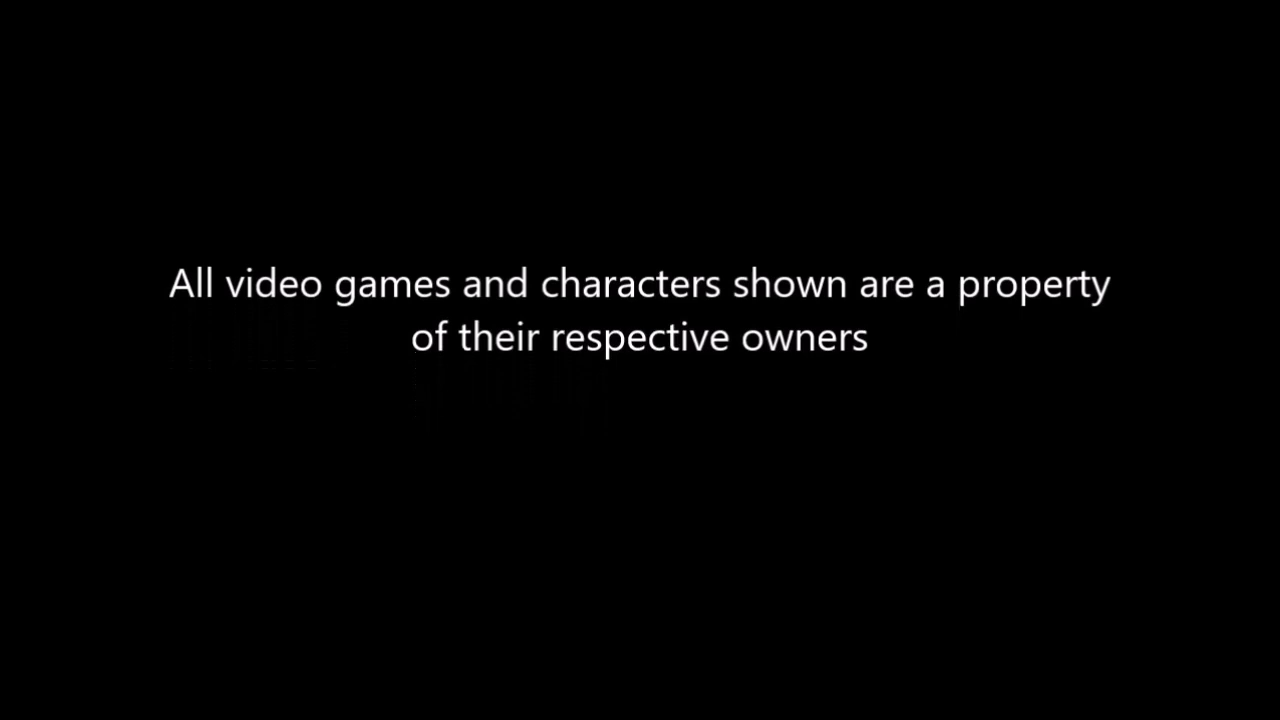 All video games and characters shown are a property
of their respective owners